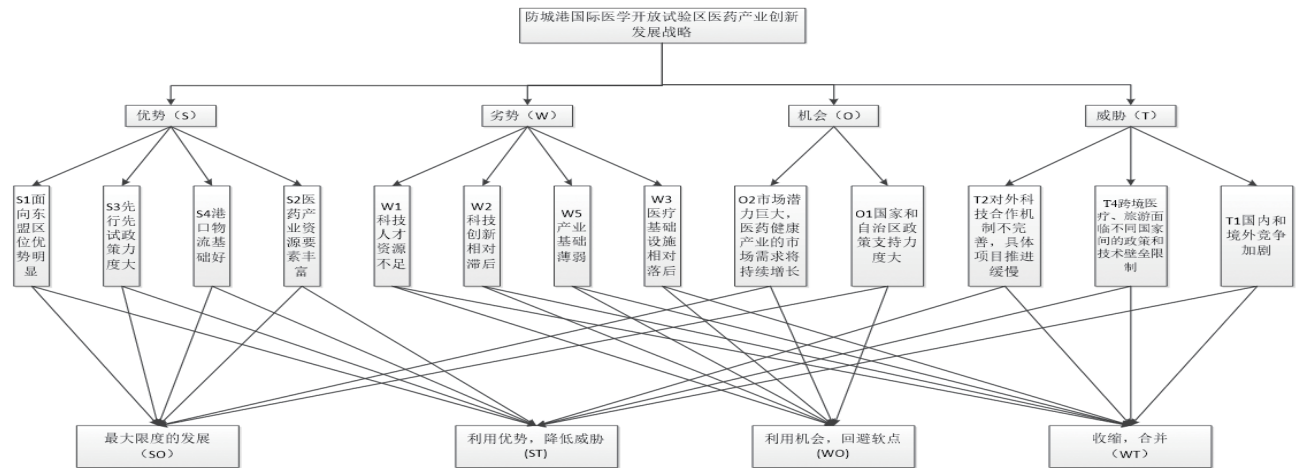 防城港国际医学开放试验区医药产业创新
发展战略
优势（S）
劣势（W）
机会（O）
威胁（T）
S1面
向东
盟区
位优
势明
显
S3先
行先
试政
策力
度大
S4港
口物
流基
础好
S2医
药产
业资
源要
素丰
富
W1
科技
人才
资源
不足
W2
科技
创新
相对
滞后
W5
产业
基础
薄弱
W3
医疗
基础
设施
相对
落后
O2市场潜
力巨大，
医药健康
产业的市
场需求将
持续增长
O1国家和
自治区政
策支持力
度大
T2对外科
技合作机
制不完
善，具体
项目推进
缓慢
T4跨境医
疗、旅游面
临不同国家
间的政策和
技术壁垒限
制
T1国内和
境外竞争
加剧
最大限度的发展
（SO）
利用优势，降低威胁
(ST)
利用机会，回避软点
(WO)
收缩，合并
（WT）